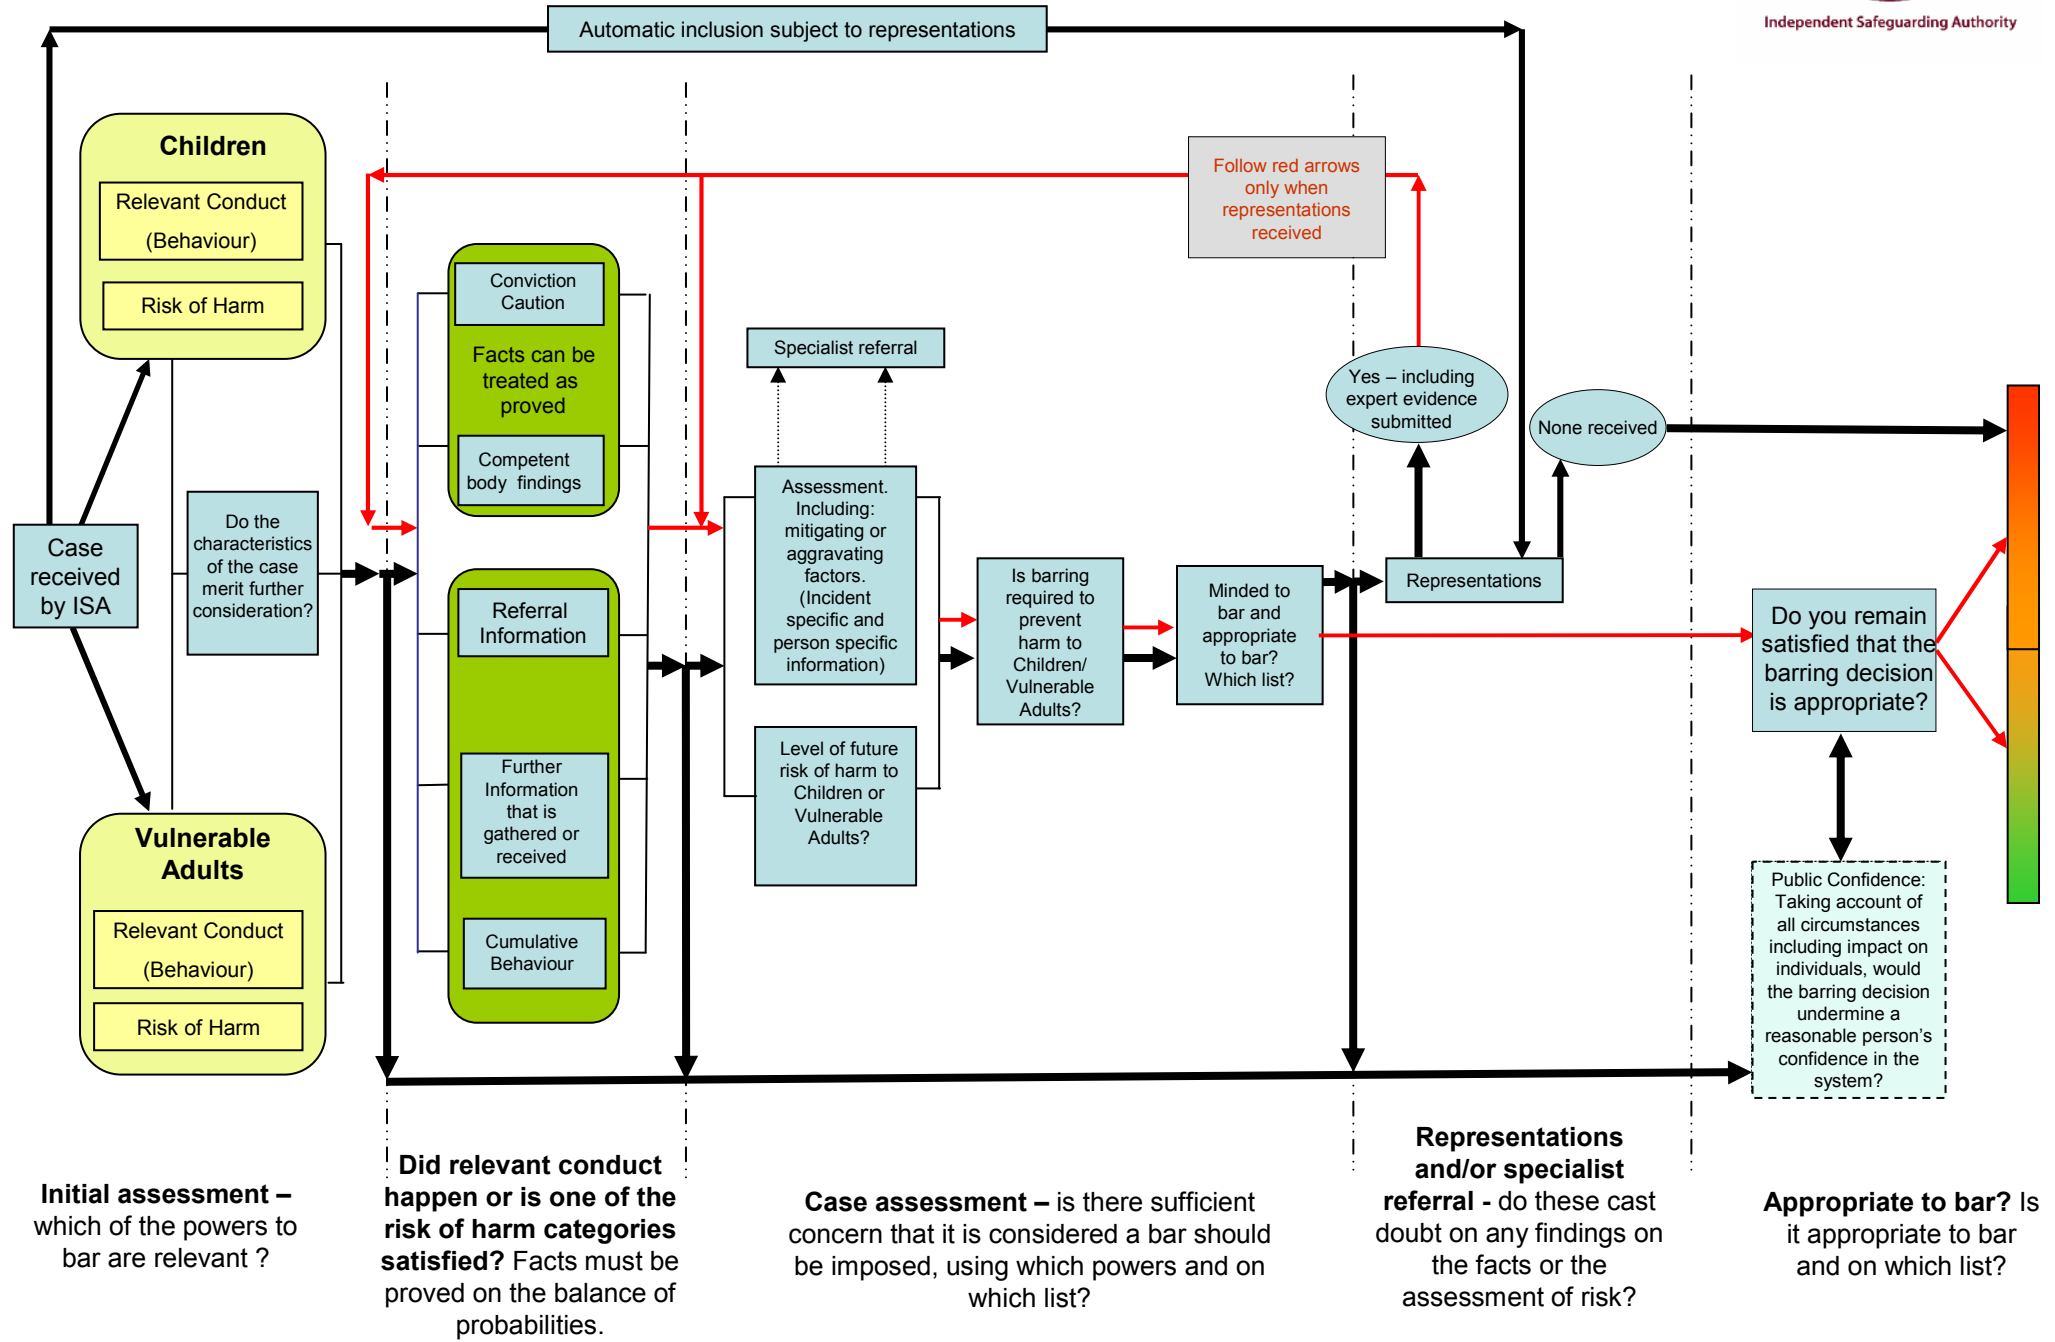 Automatic inclusion subject to representations
Independent Safeguarding Authority
Children
Relevant Conduct
(Behaviour)
Risk of Harm
Case
received
by ISA
Do the
characteristics
of the case
merit further
consideration?
Vulnerable
Adults
Relevant Conduct
(Behaviour)
Risk of Harm
Conviction
Caution
Facts can be
treated as
proved
Competent
body findings
Referral
Information
Further
Information
that is
gathered or
received
Cumulative
Behaviour
Specialist referral
Assessment.
Including:
mitigating or
aggravating
factors.
(Incident
specific and
person specific
information)
Level of future
risk of harm to
Children or
Vulnerable
Adults?
Is barring
required to
prevent
harm to
Children/
Vulnerable
Adults?
Minded to
bar and
appropriate
to bar?
Which list?
Follow red arrows
only when
representations
received
Yes – including
expert evidence
submitted
None received
Representations
Do you remain
satisfied that the
barring decision
is appropriate?
Public Confidence:
Taking account of
all circumstances
including impact on
individuals, would
the barring decision
undermine a
reasonable person's
confidence in the
system?
Initial assessment –
which of the powers to
bar are relevant ?
Did relevant conduct
happen or is one of the
risk of harm categories
satisfied? Facts must be
proved on the balance of
probabilities.
Case assessment – is there sufficient
concern that it is considered a bar should
be imposed, using which powers and on
which list?
Representations
and/or specialist
referral - do these cast
doubt on any findings on
the facts or the
assessment of risk?
Appropriate to bar? Is
it appropriate to bar
and on which list?